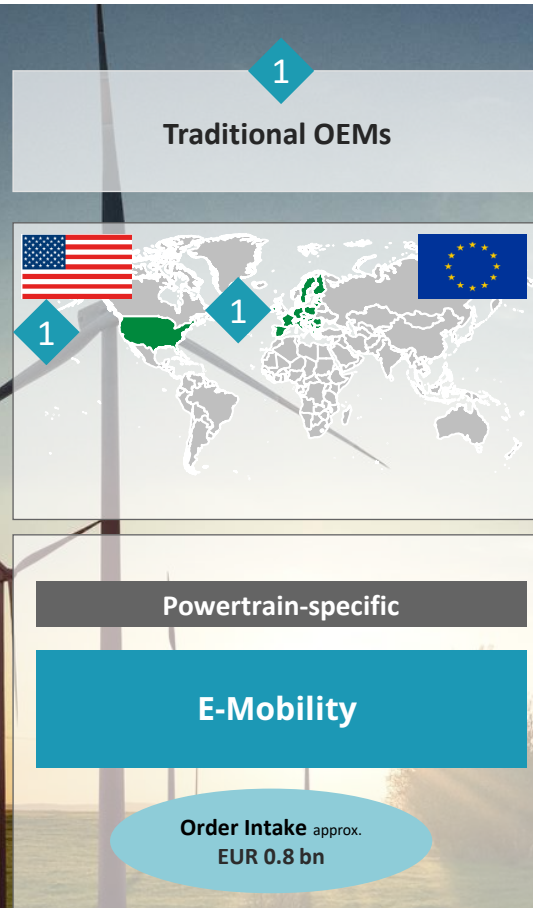 1
Traditional OEMs
1
1
Powertrain-specific
E-Mobility
Order Intake approx.
EUR 0.8 bn